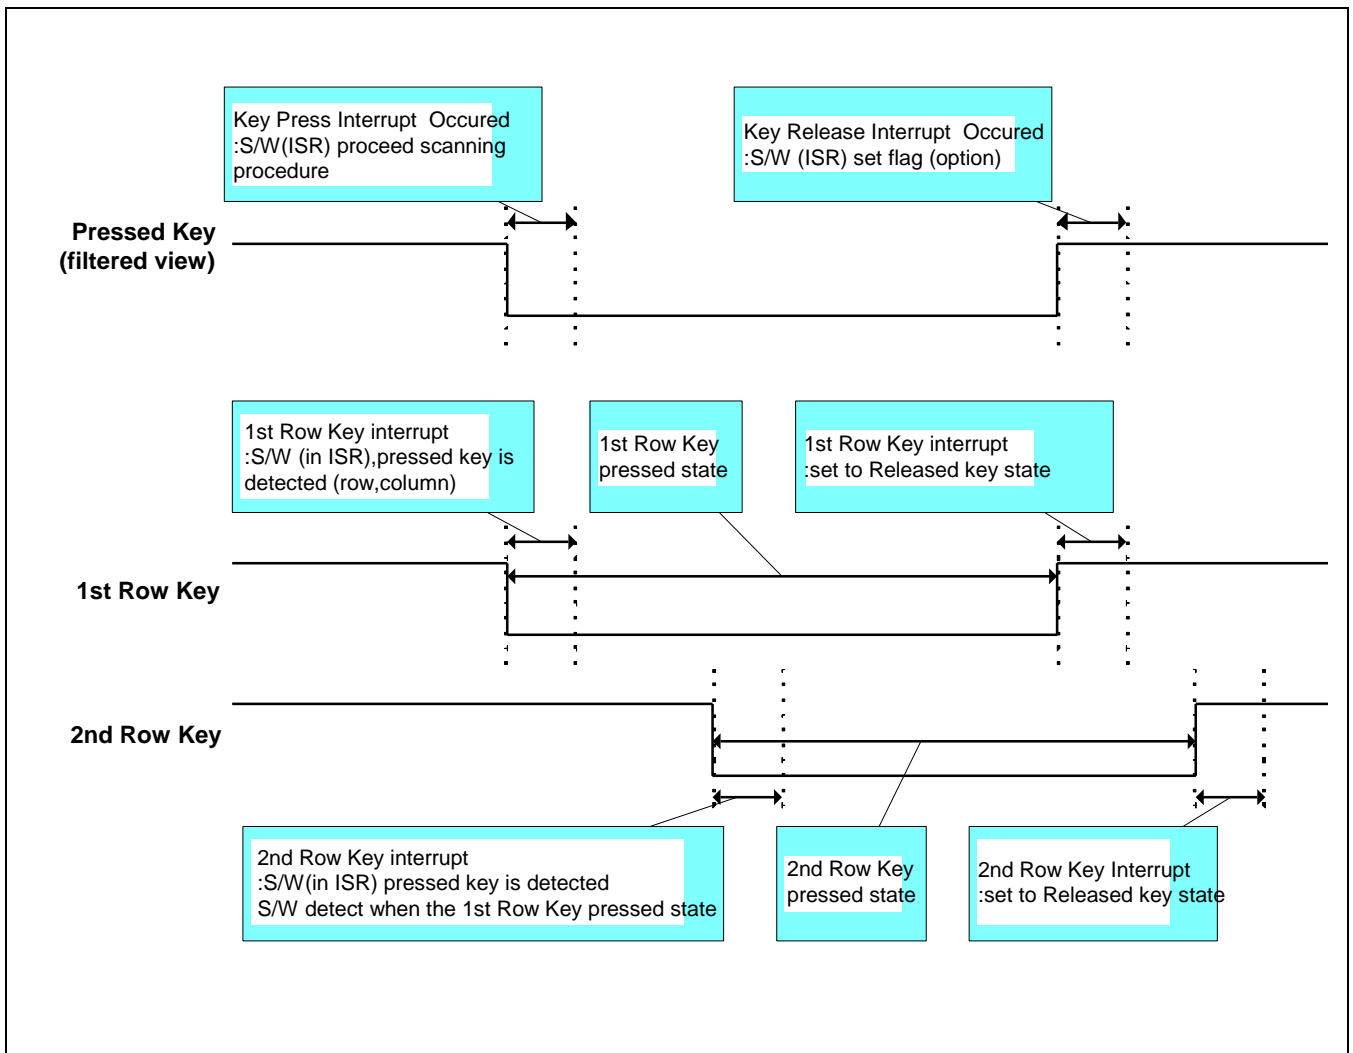 Key Press Interrupt  Occured
:S/W(ISR) proceed scanning
procedure
Key Release Interrupt  Occured
:S/W (ISR) set flag (option)
Pressed Key
(filtered view)
1st Row Key interrupt
:S/W (in ISR),pressed key is
detected (row,column)
1st Row Key
pressed state
1st Row Key interrupt
:set to Released key state
1st Row Key
2nd Row Key
2nd Row Key interrupt
:S/W(in ISR) pressed key is detected
S/W detect when the 1st Row Key pressed state
2nd Row Key
pressed state
2nd Row Key Interrupt
:set to Released key state